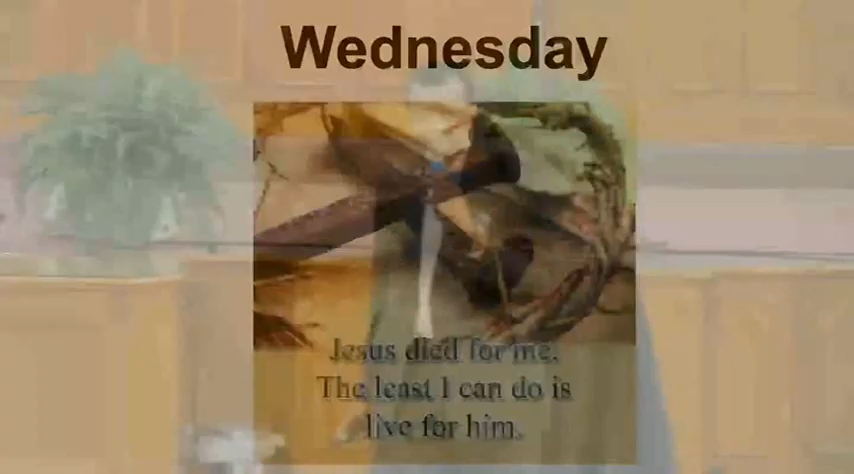 Wednesday
Jesus died for me.
The least I can do is
live for him.